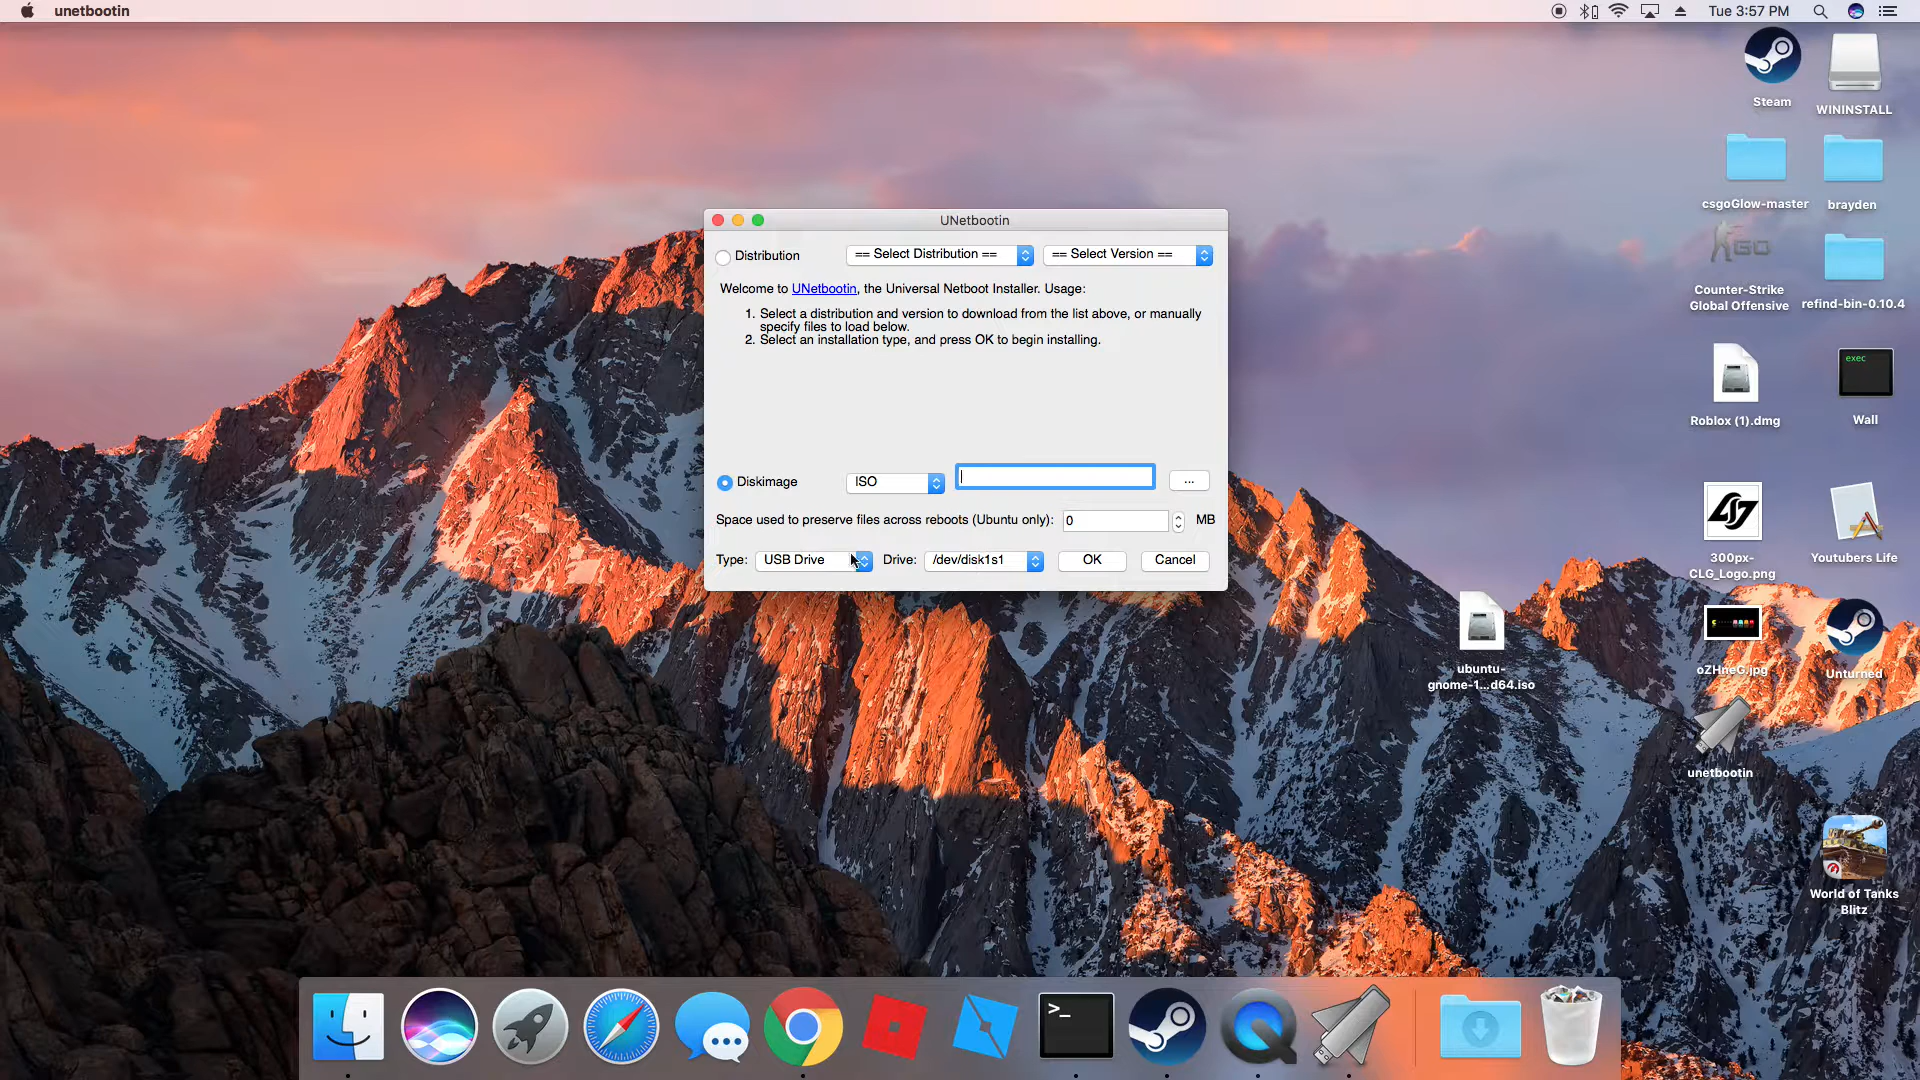 unetbootin
Tue 3:57 PM
Steam
WININSTALL
csgoGlow-master
brayden
GO
Counter-Strike
Global Offensive
refind-bin-0.10.4
Roblox (1).dmg
exec
Wall
300px-
CLG_Logo.png
Youtubers Life
ubuntu-
gnome-1...d64.iso
oZHneG.jpg
Unturned
unetbootin
World of Tanks
Blitz
UNetbootin
Distribution
== Select Distribution ==
== Select Version ==
Welcome to UNetbootin, the Universal Netboot Installer. Usage:
1. Select a distribution and version to download from the list above, or manually
specify files to load below.
2. Select an installation type, and press OK to begin installing.
Diskimage
ISO
...
Space used to preserve files across reboots (Ubuntu only):
0
MB
Type:
USB Drive
Drive:
/dev/disk1s1
OK
Cancel
>_